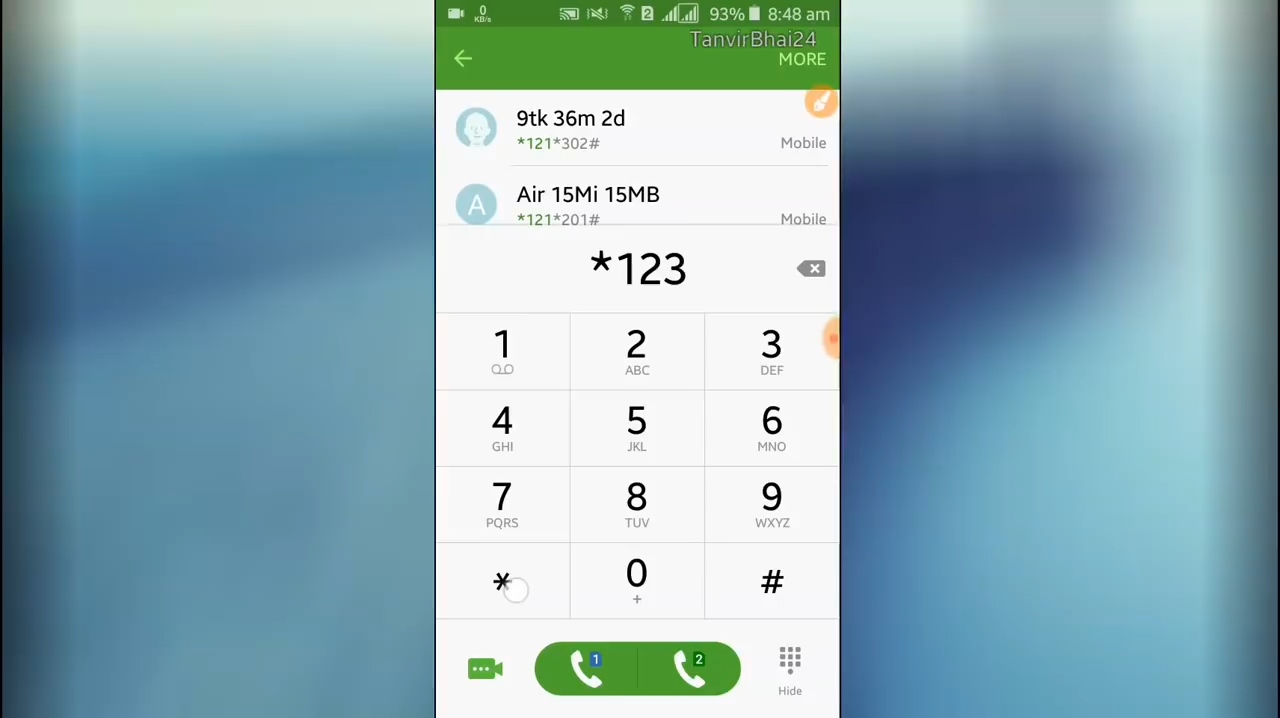 0 KB/s 2 93% 8:48 am
TanvirBhai24
MORE
9tk 36m 2d
*121*302# Mobile
A Air 15Mi 15MB
*121*201# Mobile
*123
1 2 3
ABC DEF
4 5 6
GHI JKL MNO
7 8 9
PQRS TUV WXYZ
* 0 #
+
1 2
Hide